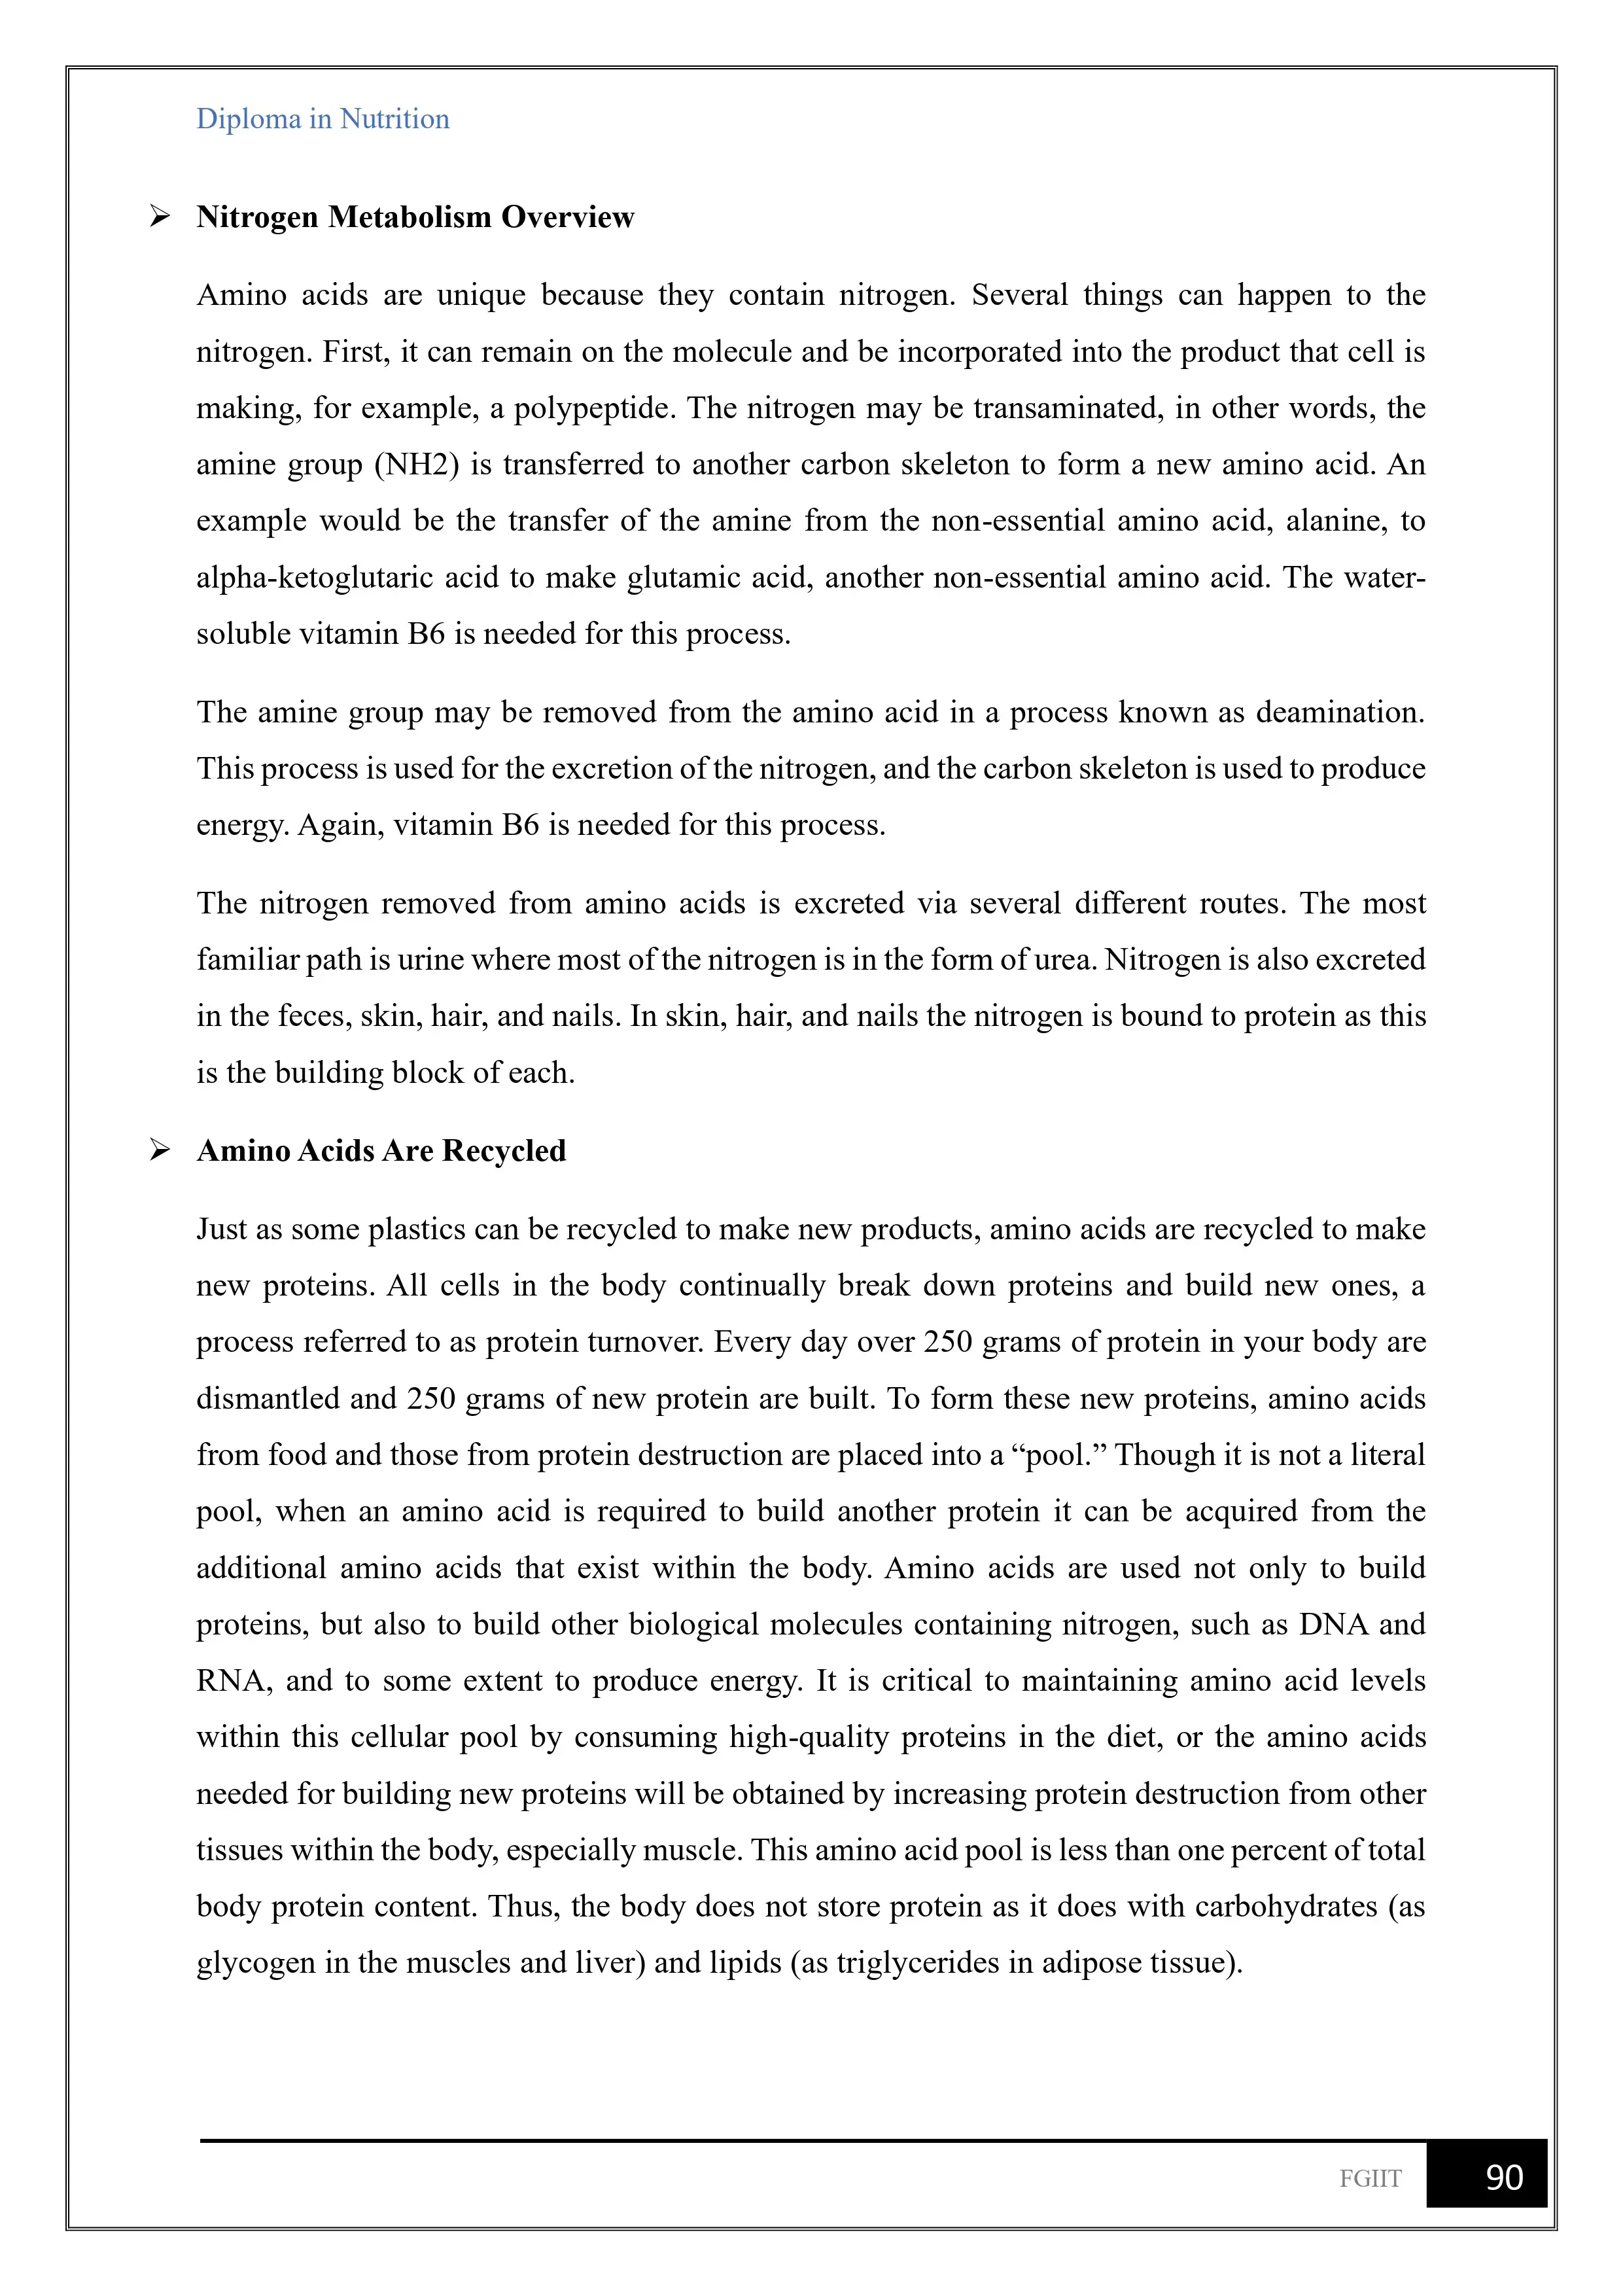 Diploma in Nutrition
Nitrogen Metabolism Overview
Amino acids are unique because they contain nitrogen. Several things can happen to the
nitrogen. First, it can remain on the molecule and be incorporated into the product that cell is
making, for example, a polypeptide. The nitrogen may be transaminated, in other words, the
amine group (NH2) is transferred to another carbon skeleton to form a new amino acid. An
example would be the transfer of the amine from the non-essential amino acid, alanine, to
alpha-ketoglutaric acid to make glutamic acid, another non-essential amino acid. The water-
soluble vitamin B6 is needed for this process.
The amine group may be removed from the amino acid in a process known as deamination.
This process is used for the excretion of the nitrogen, and the carbon skeleton is used to produce
energy. Again, vitamin B6 is needed for this process.
The nitrogen removed from amino acids is excreted via several different routes. The most
familiar path is urine where most of the nitrogen is in the form of urea. Nitrogen is also excreted
in the feces, skin, hair, and nails. In skin, hair, and nails the nitrogen is bound to protein as this
is the building block of each.
Amino Acids Are Recycled
Just as some plastics can be recycled to make new products, amino acids are recycled to make
new proteins. All cells in the body continually break down proteins and build new ones, a
process referred to as protein turnover. Every day over 250 grams of protein in your body are
dismantled and 250 grams of new protein are built. To form these new proteins, amino acids
from food and those from protein destruction are placed into a “pool.” Though it is not a literal
pool, when an amino acid is required to build another protein it can be acquired from the
additional amino acids that exist within the body. Amino acids are used not only to build
proteins, but also to build other biological molecules containing nitrogen, such as DNA and
RNA, and to some extent to produce energy. It is critical to maintaining amino acid levels
within this cellular pool by consuming high-quality proteins in the diet, or the amino acids
needed for building new proteins will be obtained by increasing protein destruction from other
tissues within the body, especially muscle. This amino acid pool is less than one percent of total
body protein content. Thus, the body does not store protein as it does with carbohydrates (as
glycogen in the muscles and liver) and lipids (as triglycerides in adipose tissue).
FGIIT 90